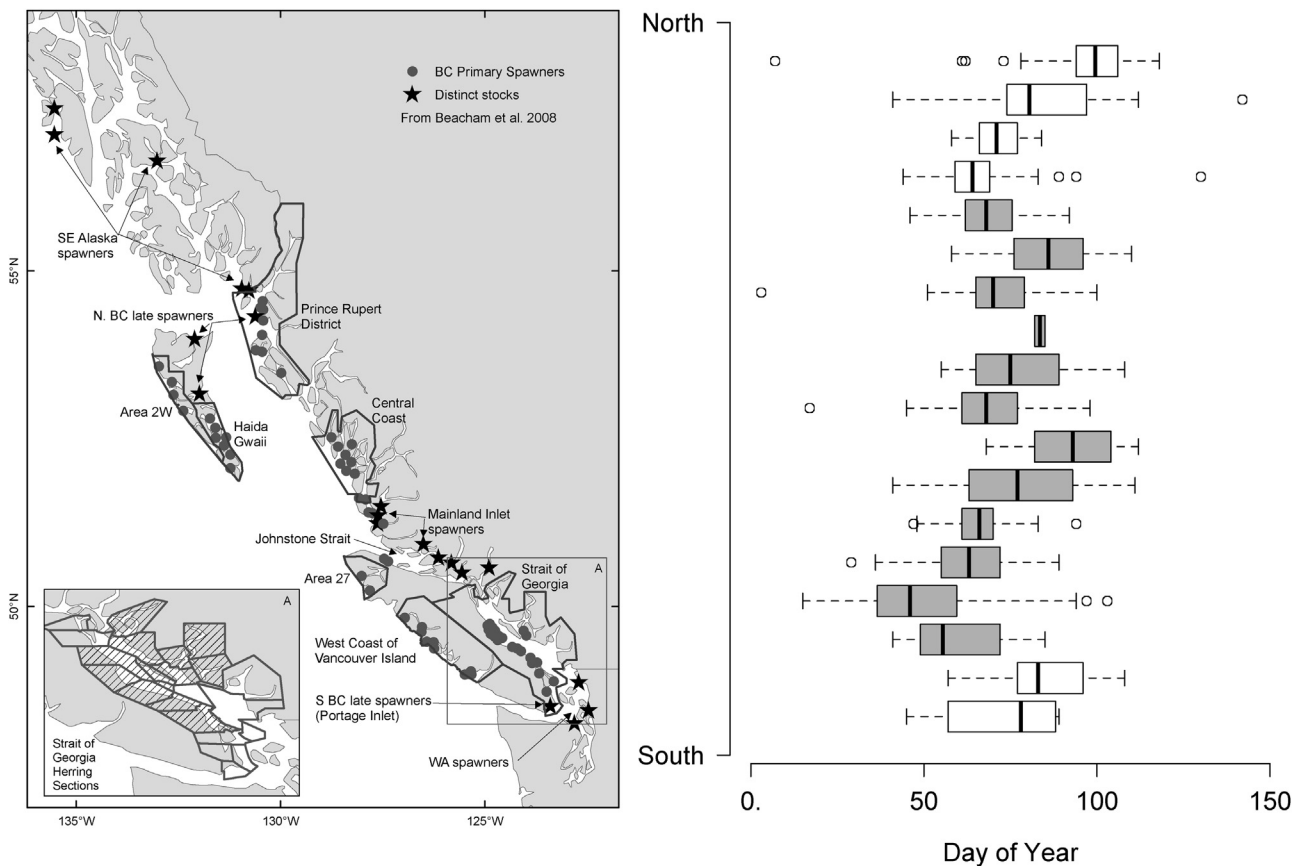 BC Primary Spawners
Distinct stocks
From Beacham et al. 2008
SE Alaska
spawners
N. BC late spawners
Prince Rupert
District
Area 2W
Haida
Gwaii
Central
Coast
Mainland Inlet
spawners
Johnstone Strait
Area 27
Strait of
Georgia
A
West Coast of
Vancouver Island
S BC late spawners
(Portage Inlet)
WA spawners
A
Strait of
Georgia
Herring
Sections
55°N
50°N
135°W
130°W
125°W
North
South
0.
50
100
150
Day of Year